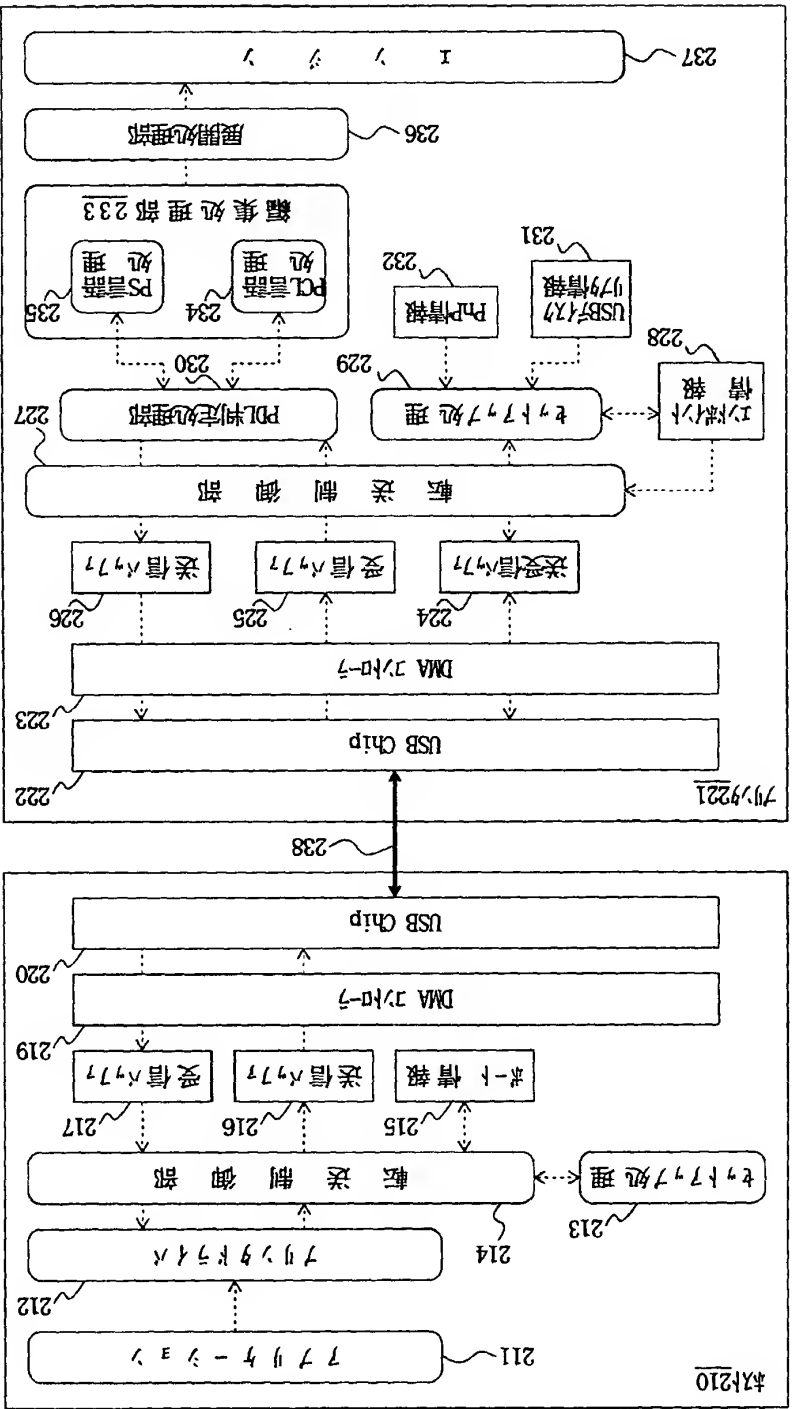 ホスト210
アプリケーション
211
プリンタドライバ
212
セットアップ処理
213
転送制御部
214
ポート情報
215
送信バッファ
216
受信バッファ
217
DMA コントローラ
219
USB Chip
220
238
プリンタ221
USB Chip
222
DMA コントローラ
223
送受信バッファ
224
受信バッファ
225
送信バッファ
226
転送制御部
227
エンドポイント
情報
228
セットアップ処理
229
PDL判定処理部
230
USBディスク
リプタ情報
231
PnP情報
232
PCL言語
処理
234
PS言語
処理
235
編集処理部 233
展開処理部
236
エンジン
237